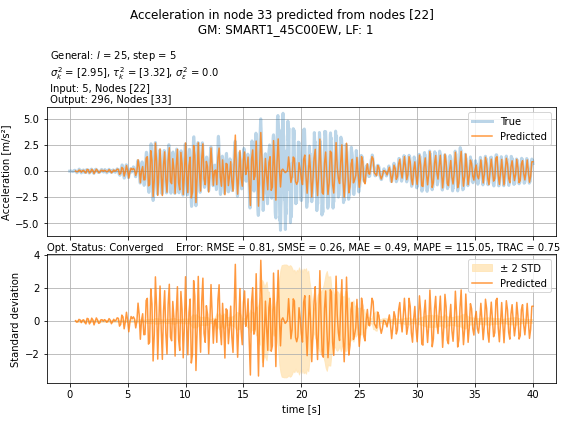 Acceleration in node 33 predicted from nodes [22]
GM: SMART1_45C00EW, LF: 1
General: l = 25, step = 5
σ²ₖ = [2.95], τ²ₖ = [3.32], σ²ε = 0.0
Input: 5, Nodes [22]
Output: 296, Nodes [33]
5.0
2.5
0.0
−2.5
−5.0
Acceleration [m/s²]
True
Predicted
Opt. Status: Converged Error: RMSE = 0.81, SMSE = 0.26, MAE = 0.49, MAPE = 115.05, TRAC = 0.75
4
2
0
−2
Standard deviation
± 2 STD
Predicted
0 5 10 15 20 25 30 35 40
time [s]